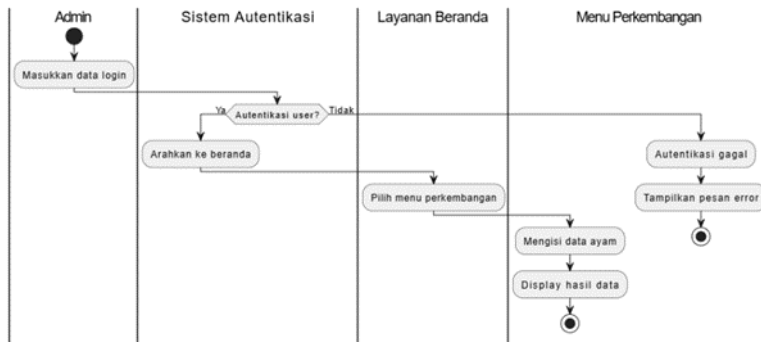 Admin
Sistem Autentikasi
Layanan Beranda
Menu Perkembangan
Masukkan data login
Ya
Autentikasi user?
Tidak
Arahkan ke beranda
Autentikasi gagal
Pilih menu perkembangan
Tampilkan pesan error
Mengisi data ayam
Display hasil data